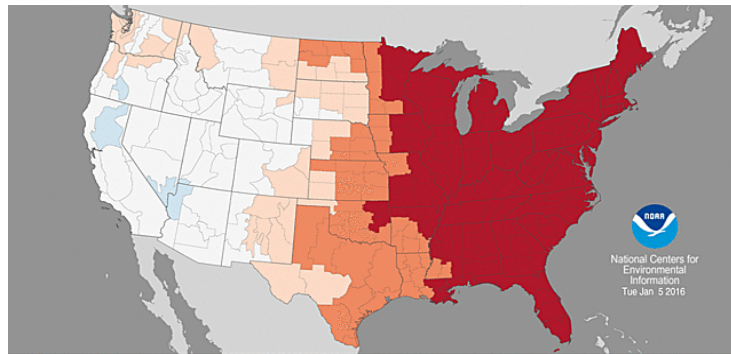 NOAA
National Centers for
Environmental
Information
Tue Jan 5 2016